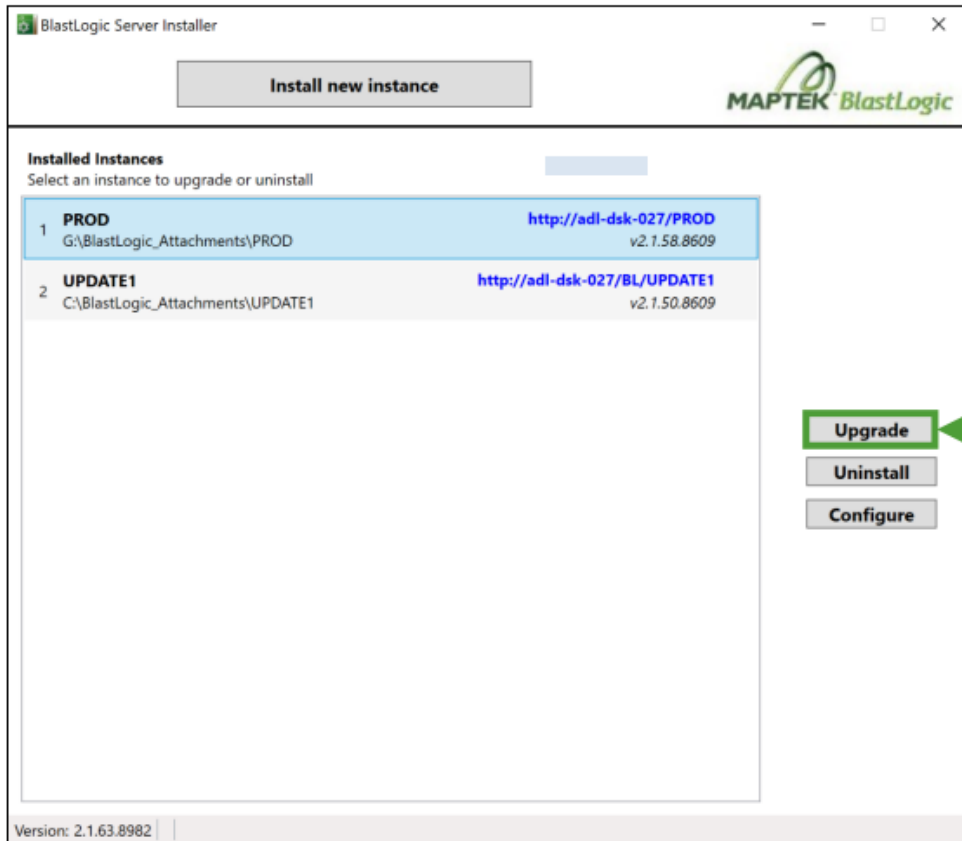 BlastLogic Server Installer
Install new instance
MAPTEK BlastLogic
Installed Instances
Select an instance to upgrade or uninstall
1 PROD http://adl-dsk-027/PROD
G:\BlastLogic_Attachments\PROD v2.1.58.8609
2 UPDATE1 http://adl-dsk-027/BL/UPDATE1
C:\BlastLogic_Attachments\UPDATE1 v2.1.50.8609
Upgrade
Uninstall
Configure
Version: 2.1.63.8982